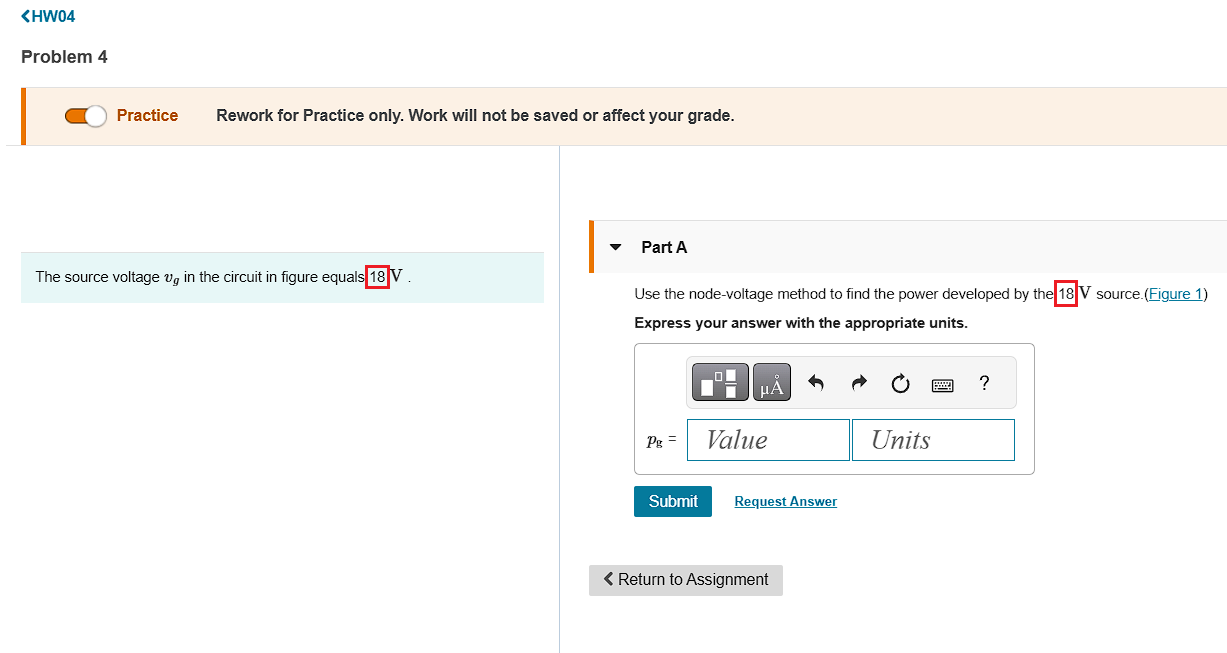 HW04
Problem 4
Practice
Rework for Practice only. Work will not be saved or affect your grade.
The source voltage vg in the circuit in figure equals 18 V .
Part A
Use the node-voltage method to find the power developed by the 18 V source.(Figure 1)
Express your answer with the appropriate units.
μÅ ?
pg = Value Units
Submit Request Answer
Return to Assignment